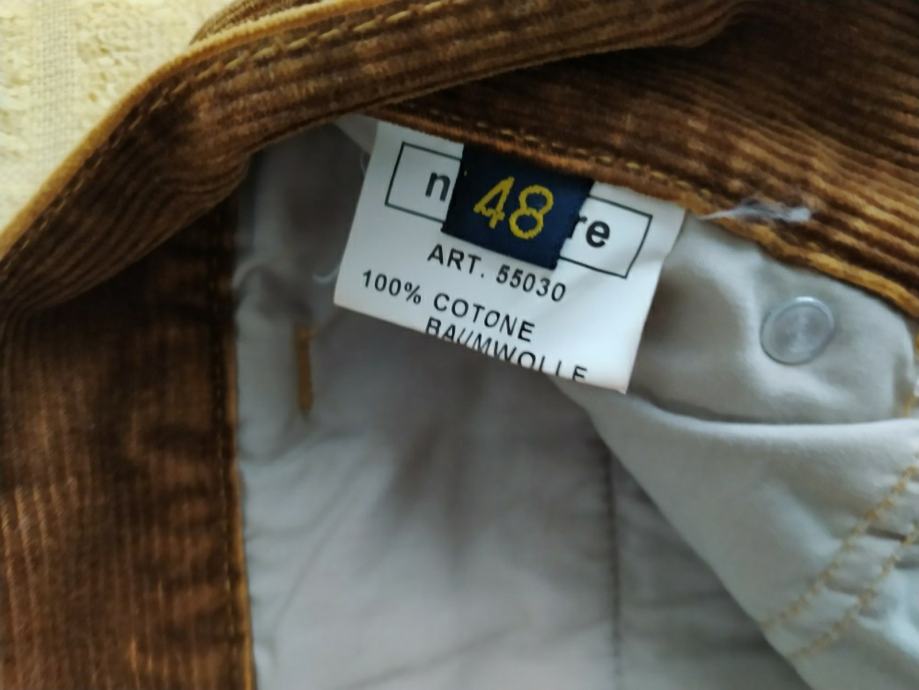 48
ART. 55030
100% COTONE
BAUMWOLLE